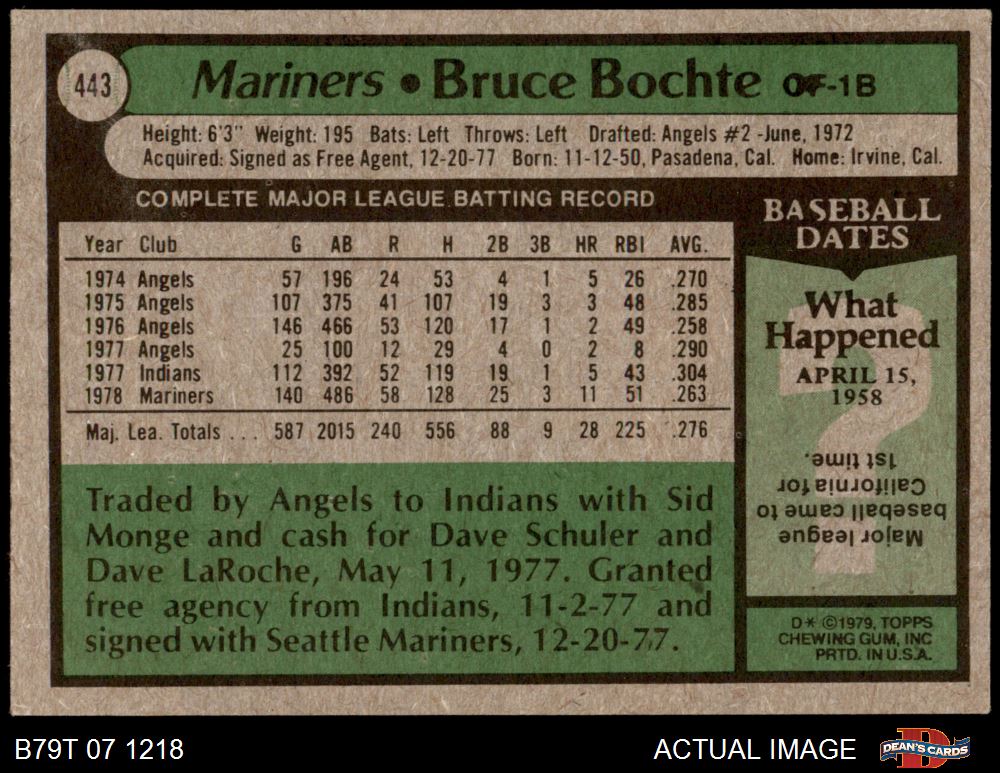 443
Mariners • Bruce Bochte OF-1B
Height: 6'3" Weight: 195 Bats: Left Throws: Left Drafted: Angels #2 -June, 1972
Acquired: Signed as Free Agent, 12-20-77 Born: 11-12-50, Pasadena, Cal. Home: Irvine, Cal.
COMPLETE MAJOR LEAGUE BATTING RECORD
Year Club G AB R H 2B 3B HR RBI AVG.
1974 Angels 57 196 24 53 4 1 5 26 .270
1975 Angels 107 375 41 107 19 3 3 48 .285
1976 Angels 146 466 53 120 17 1 2 49 .258
1977 Angels 25 100 12 29 4 0 2 8 .290
1977 Indians 112 392 52 119 19 1 5 43 .304
1978 Mariners 140 486 58 128 25 3 11 51 .263
Maj. Lea. Totals ... 587 2015 240 556 88 9 28 225 .276
Traded by Angels to Indians with Sid
Monge and cash for Dave Schuler and
Dave LaRoche, May 11, 1977. Granted
free agency from Indians, 11-2-77 and
signed with Seattle Mariners, 12-20-77.
BASEBALL
DATES
What
Happened
APRIL 15,
1958
?
Major league
baseball came to
California for
1st time.
D* ©1979, TOPPS
CHEWING GUM, INC
PRTD. IN U.S.A.
B79T 07 1218
ACTUAL IMAGE
DEAN'S CARDS